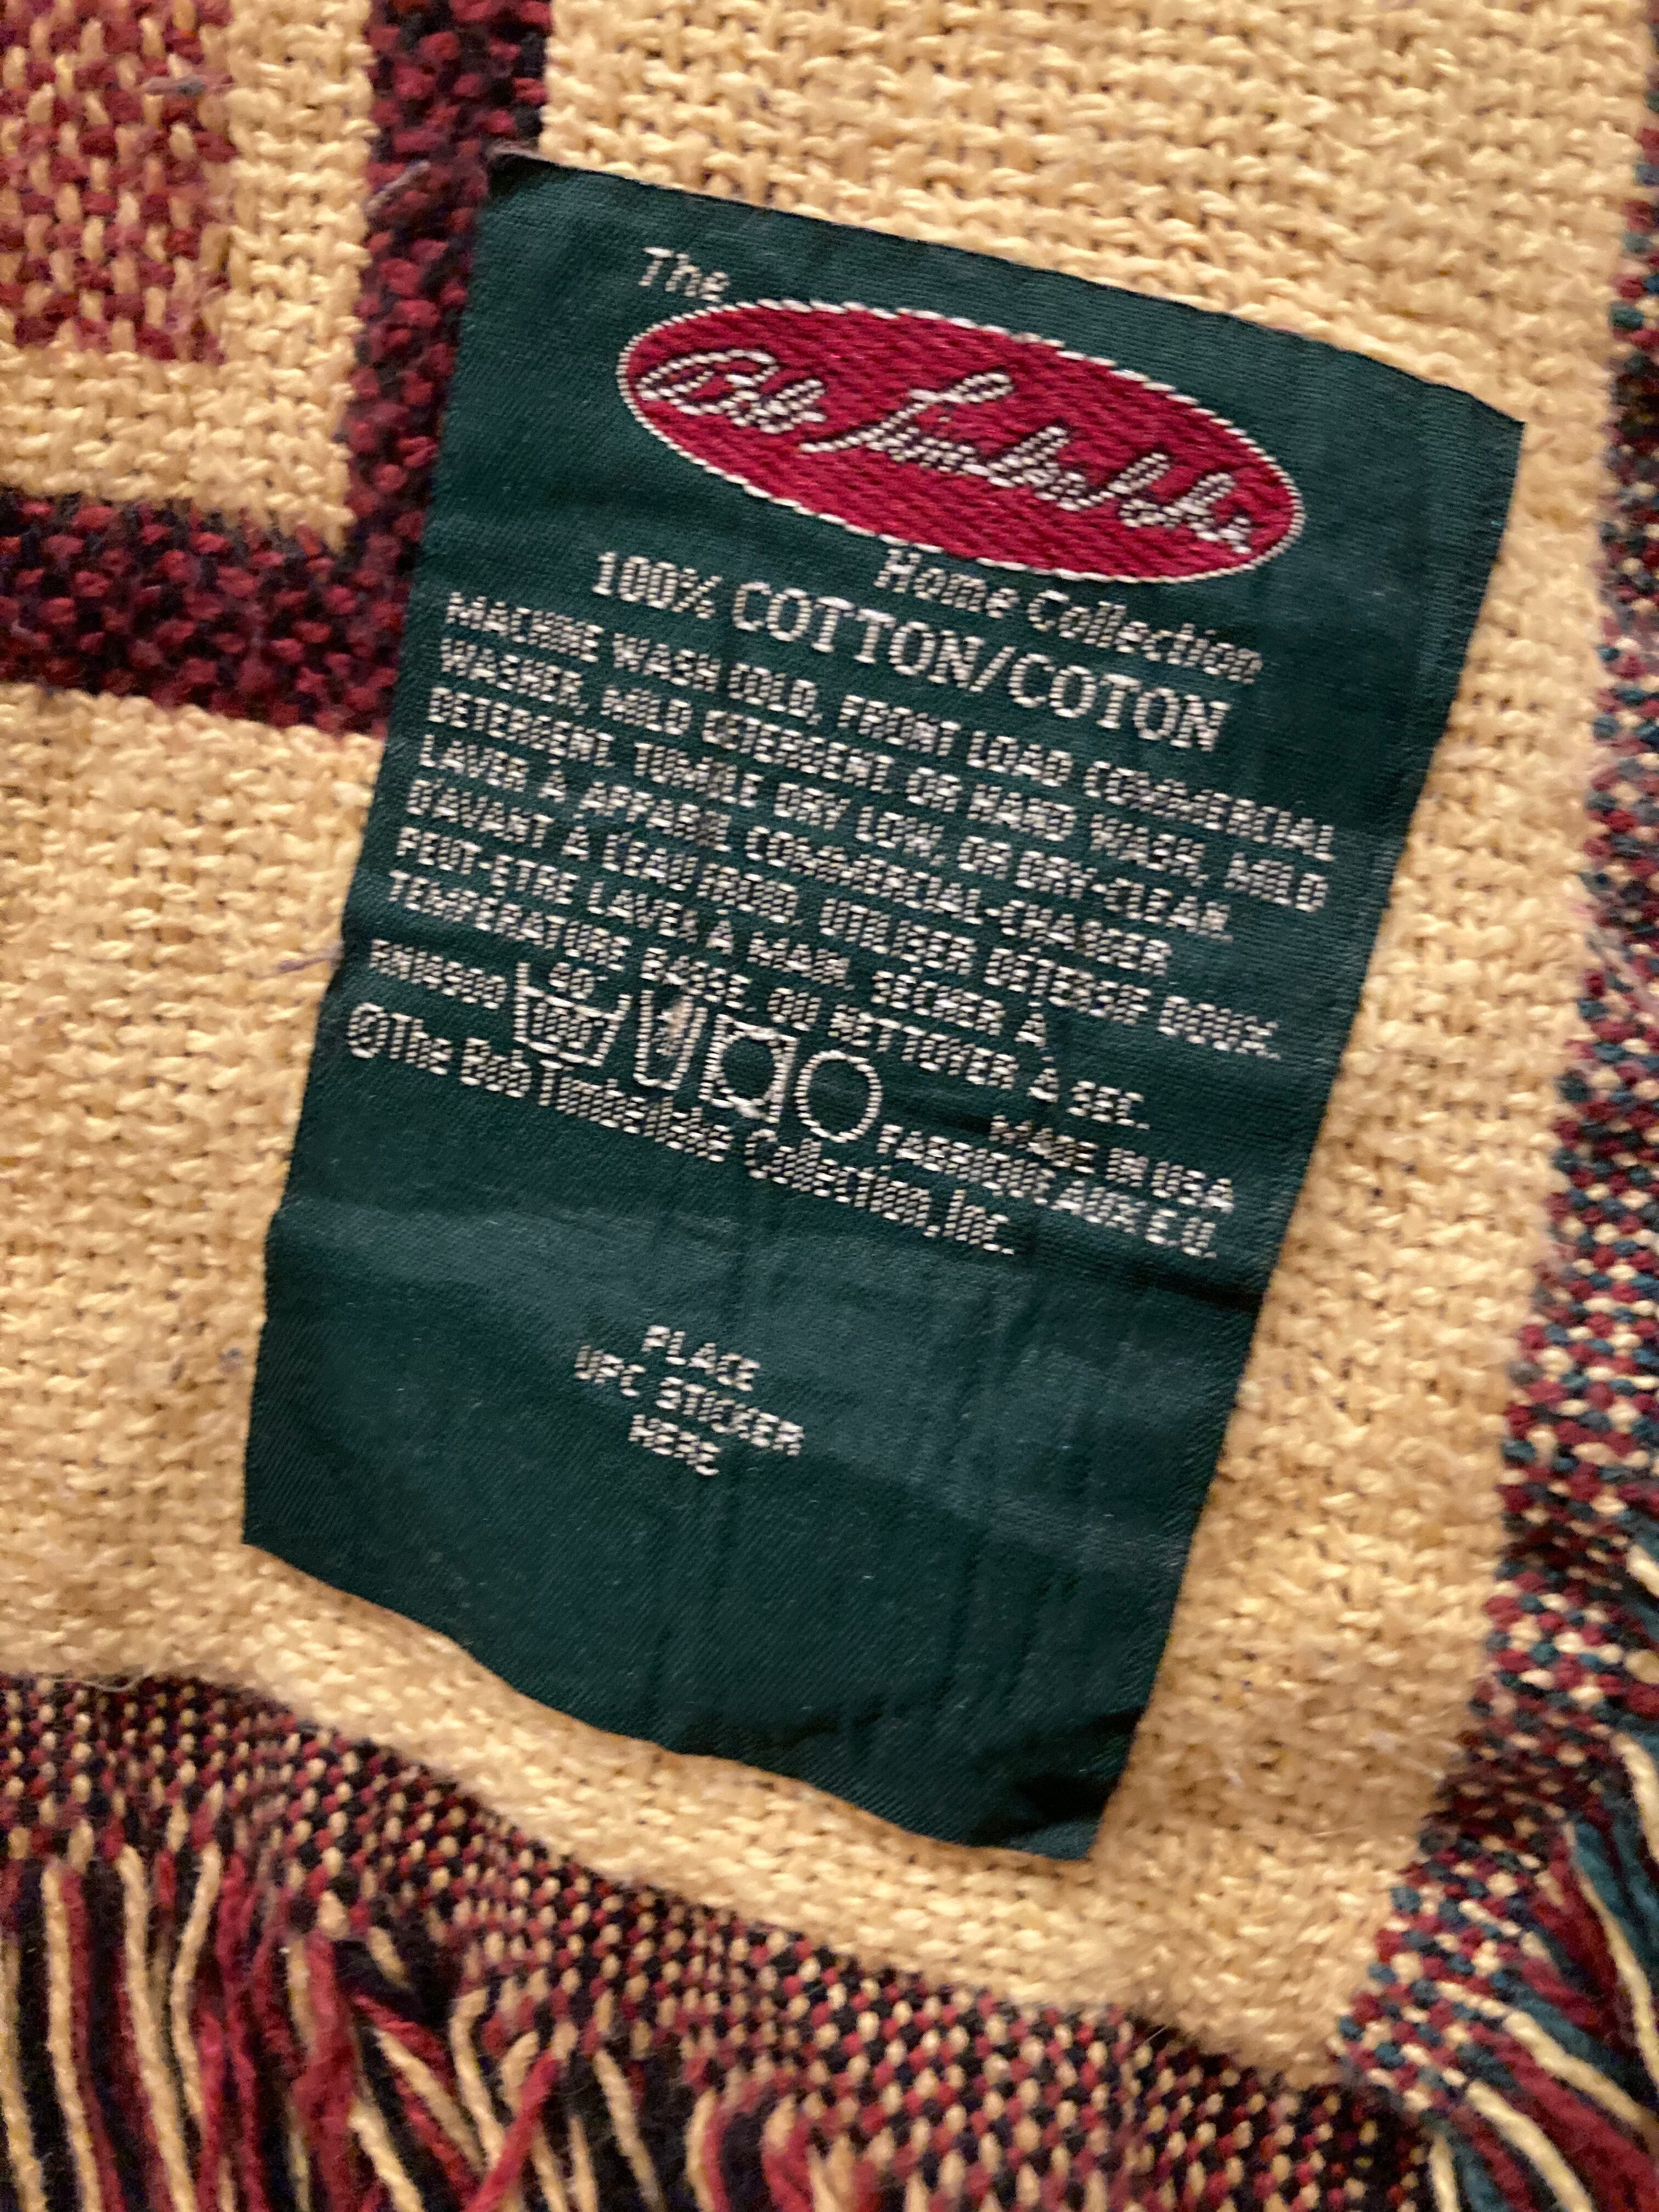 The
Bob Timberlake
Home Collection
100% COTTON/COTON
MACHINE WASH COLD, FRONT LOAD COMMERCIAL
WASHER, MILD DETERGENT OR HAND WASH, MILD
DETERGENT, TUMBLE DRY LOW, OR DRY-CLEAN.
LAVER À APPAREIL COMMERCIAL-CHARGER
D'AVANT À L'EAU FROID, UTILISER DETERSIF DOUX.
PEUT-ETRE LAVER À MAIN. SÉCHER À
TEMPÉRATURE BASSE, OU NETTOYER À SEC.
MADE IN USA
FABRIQUE AUX E.U.
©The Bob Timberlake Collection, Inc.
PLACE
UPC STICKER
HERE